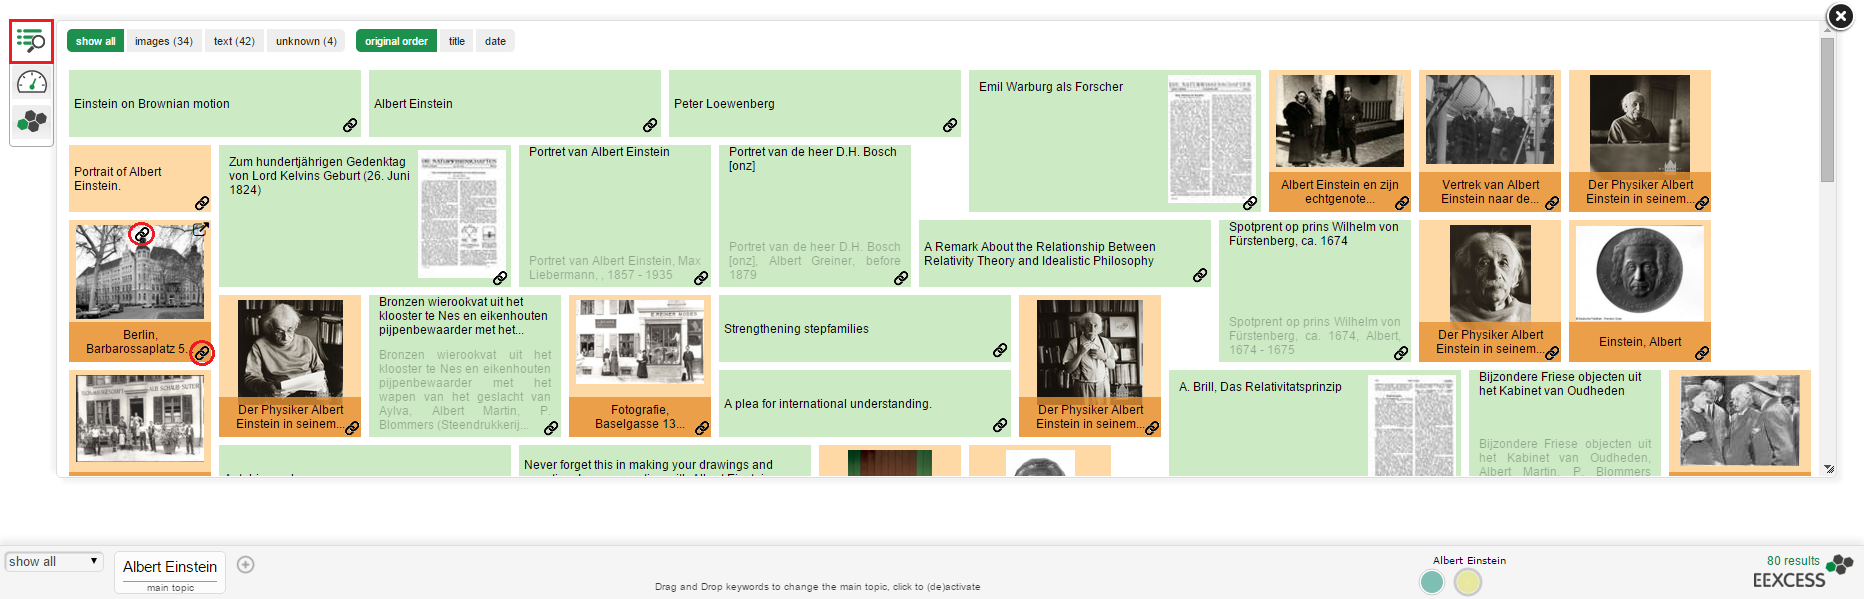 show all
images (34)
text (42)
unknown (4)
original order
title
date
Einstein on Brownian motion
Albert Einstein
Peter Loewenberg
Emil Warburg als Forscher
Albert Einstein en zijn
echtgenote...
Vertrek van Albert
Einstein naar de...
Der Physiker Albert
Einstein in seinem...
Portrait of Albert
Einstein.
Zum hundertjährigen Gedenktag
von Lord Kelvins Geburt (26. Juni
1824)
DIE NATURWISSENSCHAFTEN
Portret van Albert Einstein
Portret van Albert Einstein, Max
Liebermann, , 1857 - 1935
Portret van de heer D.H. Bosch
[onz]
Portret van de heer D.H. Bosch
[onz], Albert Greiner, before
1879
A Remark About the Relationship Between
Relativity Theory and Idealistic Philosophy
Spotprent op prins Wilhelm von
Fürstenberg, ca. 1674
Spotprent op prins Wilhelm von
Fürstenberg, ca. 1674, Albert,
1674 - 1675
Der Physiker Albert
Einstein in seinem...
Einstein, Albert
Berlin,
Barbarossaplatz 5...
Der Physiker Albert
Einstein in seinem...
Bronzen wierookvat uit het
klooster te Nes en eikenhouten
pijpenbewaarder met het...
Bronzen wierookvat uit het
klooster te Nes en eikenhouten
pijpenbewaarder met het
wapen van het geslacht van
Aylva, Albert Martin, P.
Blommers (Steendrukkerij...
Fotografie,
Baselgasse 13...
Strengthening stepfamilies
A plea for international understanding.
Der Physiker Albert
Einstein in seinem...
A. Brill, Das Relativitatsprinzip
Bijzondere Friese objecten uit
het Kabinet van Oudheden
Bijzondere Friese objecten uit
het Kabinet van Oudheden,
Albert Martin, P. Blommers
Never forget this in making your drawings and
show all
Albert Einstein
main topic
Drag and Drop keywords to change the main topic, click to (de)activate
Albert Einstein
80 results
EEXCESS